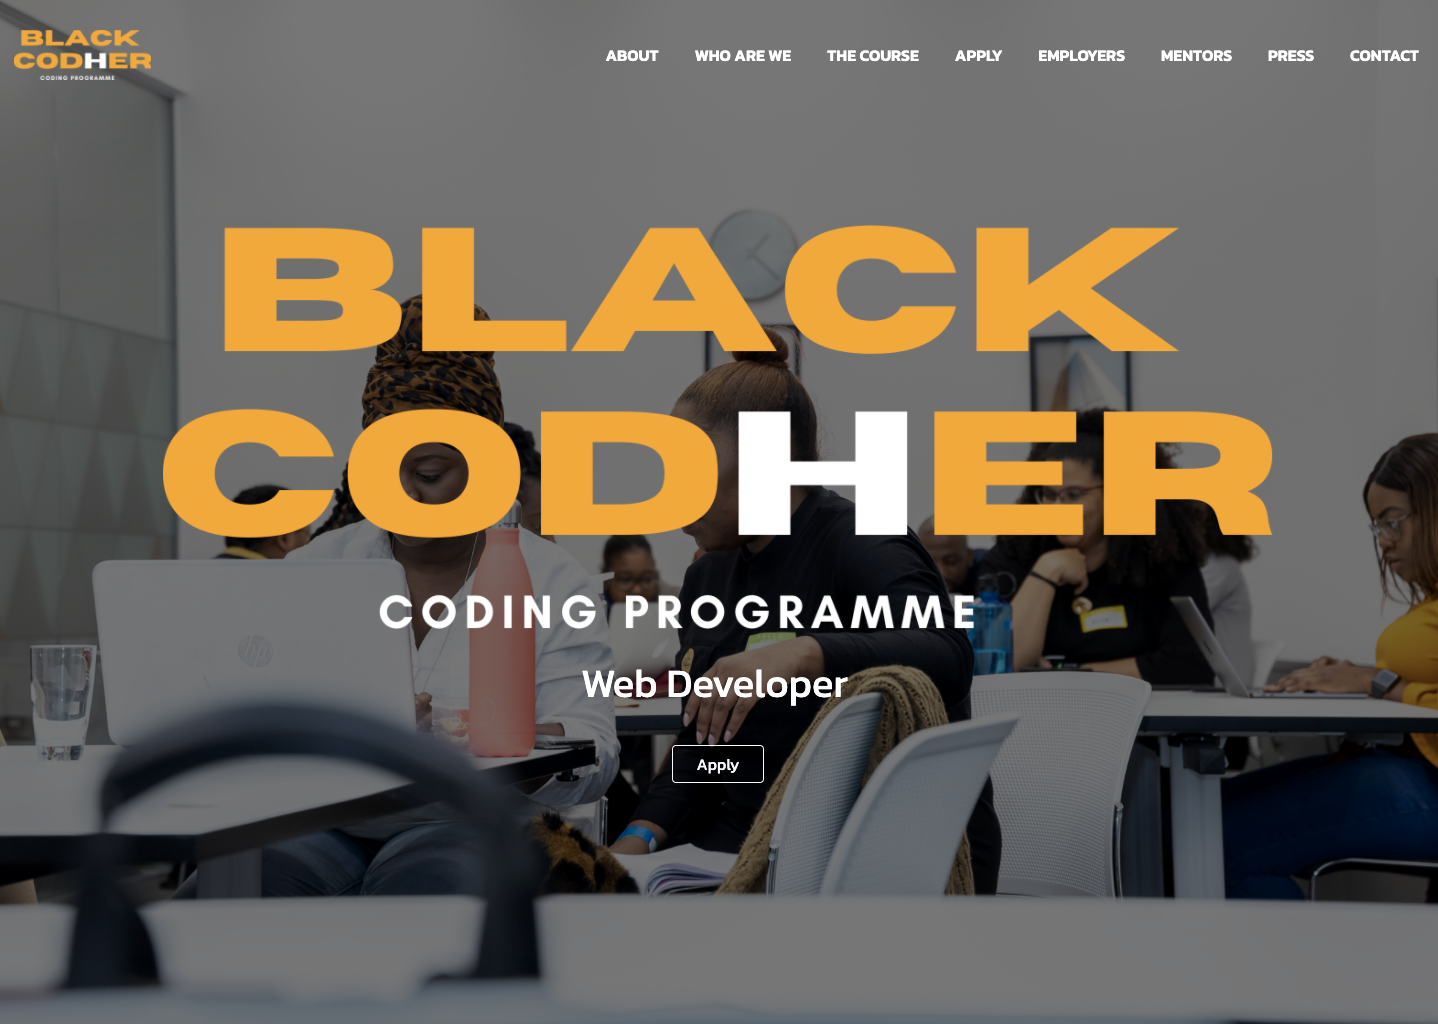 BLACK
CODHER
CODING PROGRAMME
ABOUT WHO ARE WE THE COURSE APPLY EMPLOYERS MENTORS PRESS CONTACT
BLACK
CODHER
CODING PROGRAMME
Web Developer
Apply
hp